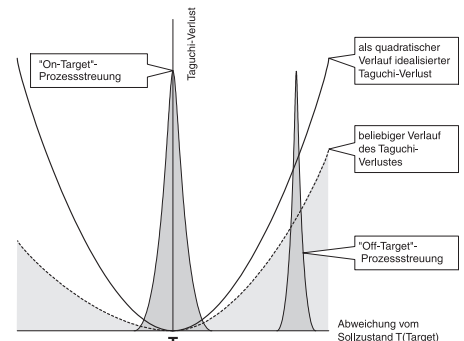 Taguchi-Verlust
"On-Target"-
Prozessstreuung
als quadratischer
Verlauf idealisierter
Taguchi-Verlust
beliebiger Verlauf
des Taguchi-
Verlustes
"Off-Target"-
Prozessstreuung
Abweichung vom
Sollzustand T(Target)
T